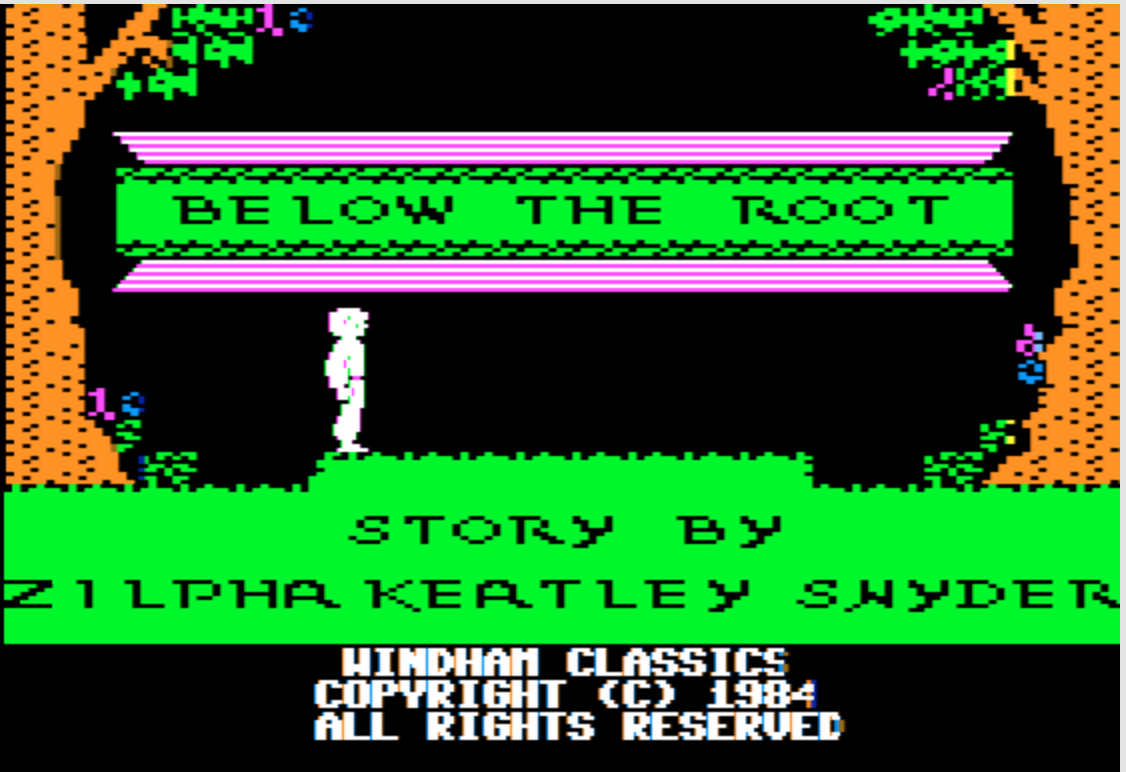 BELOW THE ROOT
STORY BY
ZILPHA KEATLEY SNYDER
WINDHAM CLASSICS
COPYRIGHT (C) 1984
ALL RIGHTS RESERVED